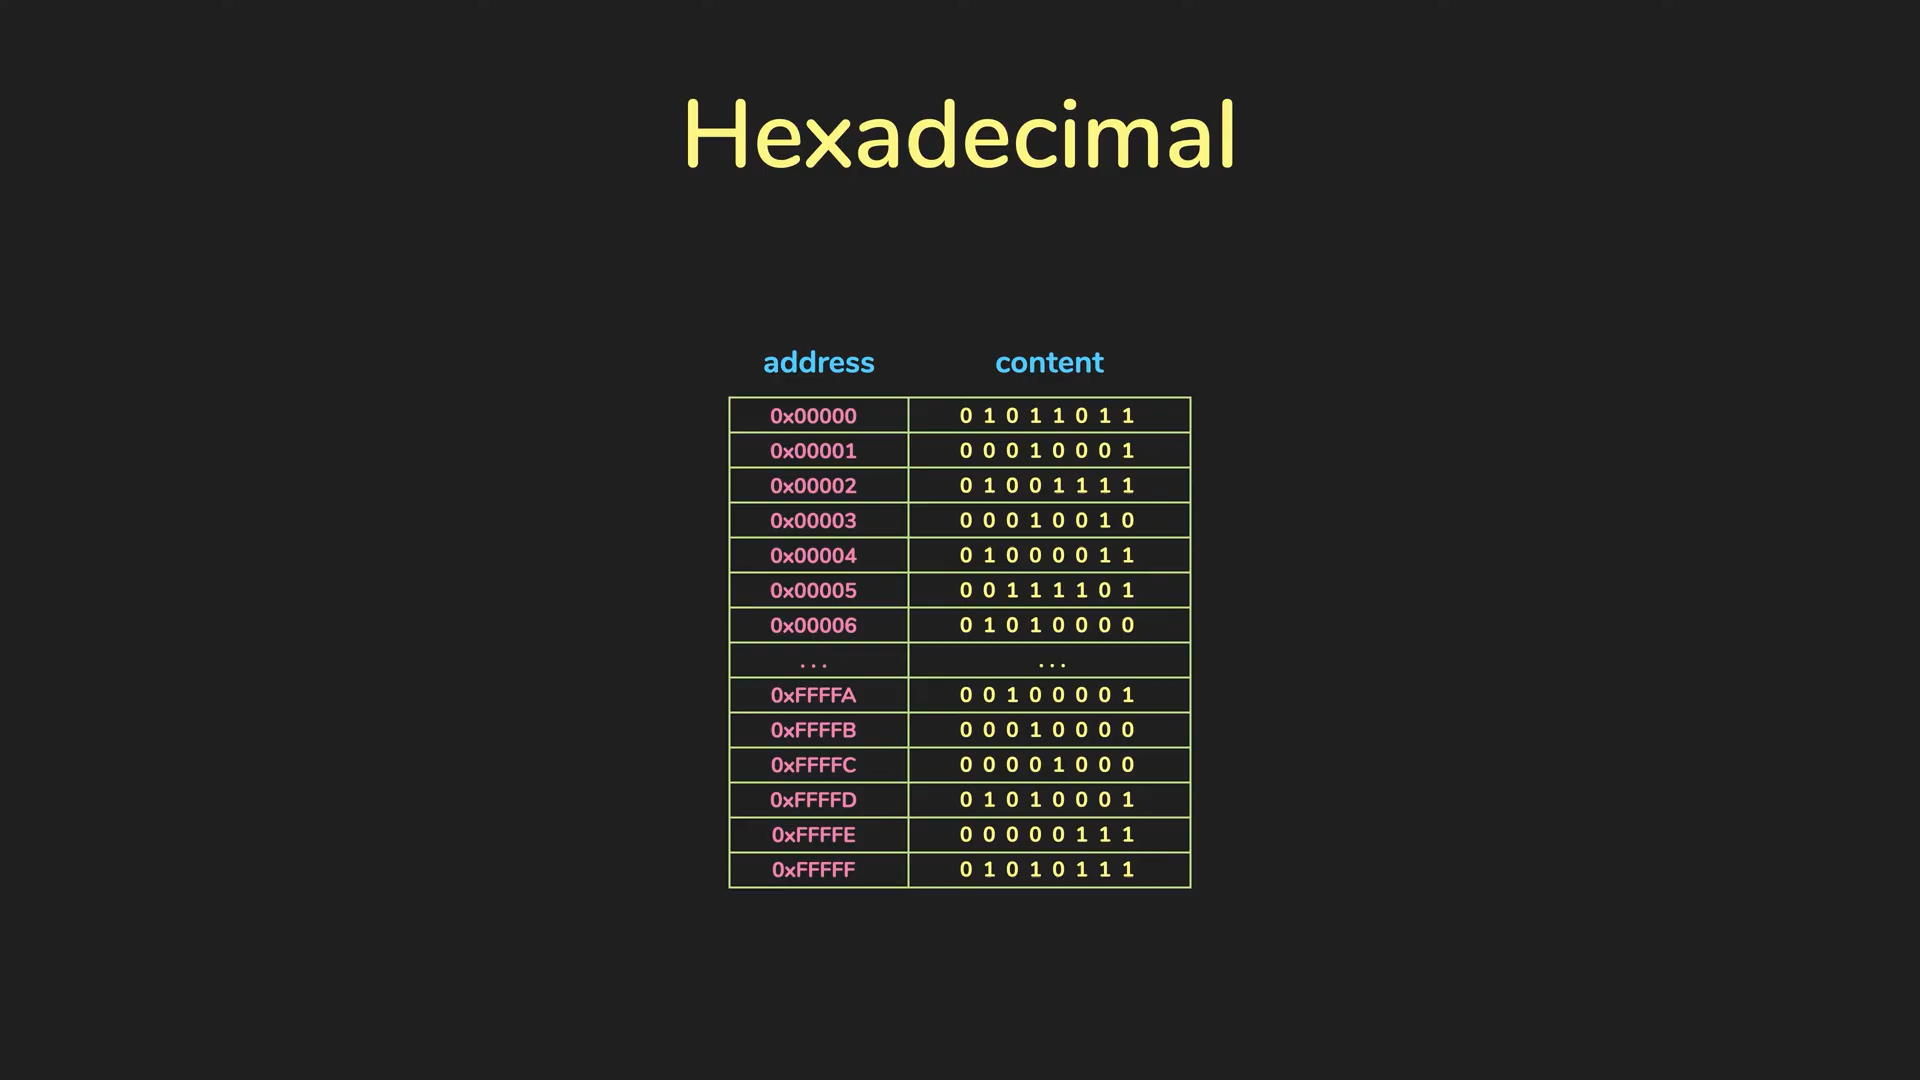 Hexadecimal
address content
0x00000 0 1 0 1 1 0 1 1
0x00001 0 0 0 1 0 0 0 1
0x00002 0 1 0 0 1 1 1 1
0x00003 0 0 0 1 0 0 1 0
0x00004 0 1 0 0 0 0 1 1
0x00005 0 0 1 1 1 1 0 1
0x00006 0 1 0 1 0 0 0 0
... ...
0xFFFFA 0 0 1 0 0 0 0 1
0xFFFFB 0 0 0 1 0 0 0 0
0xFFFFC 0 0 0 0 1 0 0 0
0xFFFFD 0 1 0 1 0 0 0 1
0xFFFFE 0 0 0 0 0 1 1 1
0xFFFFF 0 1 0 1 0 1 1 1